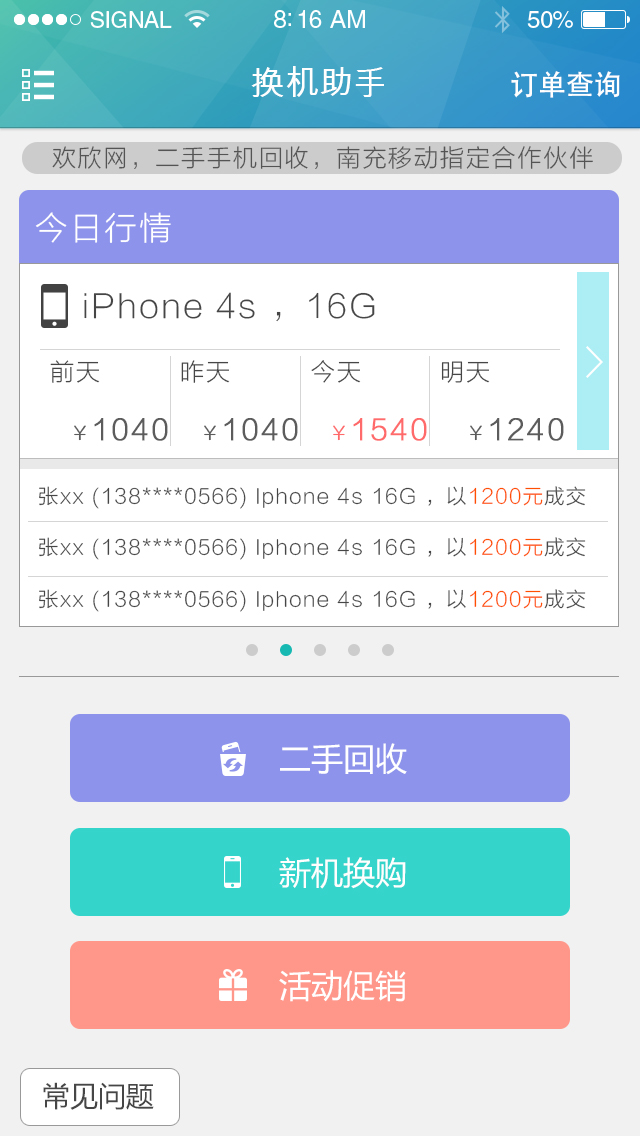 SIGNAL 8:16 AM 50%
换机助手 订单查询
欢欣网，二手手机回收，南充移动指定合作伙伴
今日行情
iPhone 4s ，16G
前天 昨天 今天 明天
¥1040 ¥1040 ¥1540 ¥1240
张xx (138****0566) Iphone 4s 16G ，以1200元成交
张xx (138****0566) Iphone 4s 16G ，以1200元成交
张xx (138****0566) Iphone 4s 16G ，以1200元成交
二手回收
新机换购
活动促销
常见问题